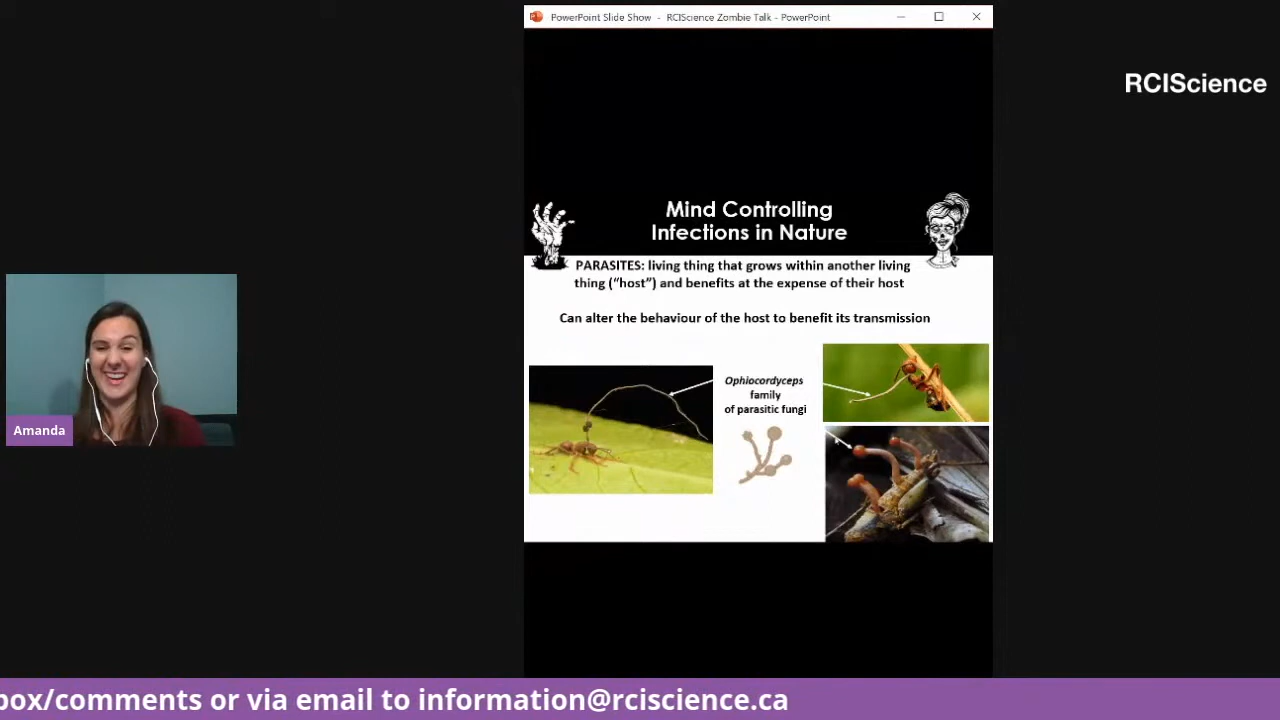 PowerPoint Slide Show - RCIScience Zombie Talk - PowerPoint
RCIScience
Mind Controlling
Infections in Nature
PARASITES: living thing that grows within another living
thing (“host”) and benefits at the expense of their host
Can alter the behaviour of the host to benefit its transmission
Ophiocordyceps
family
of parasitic fungi
Amanda
box/comments or via email to information@rciscience.ca